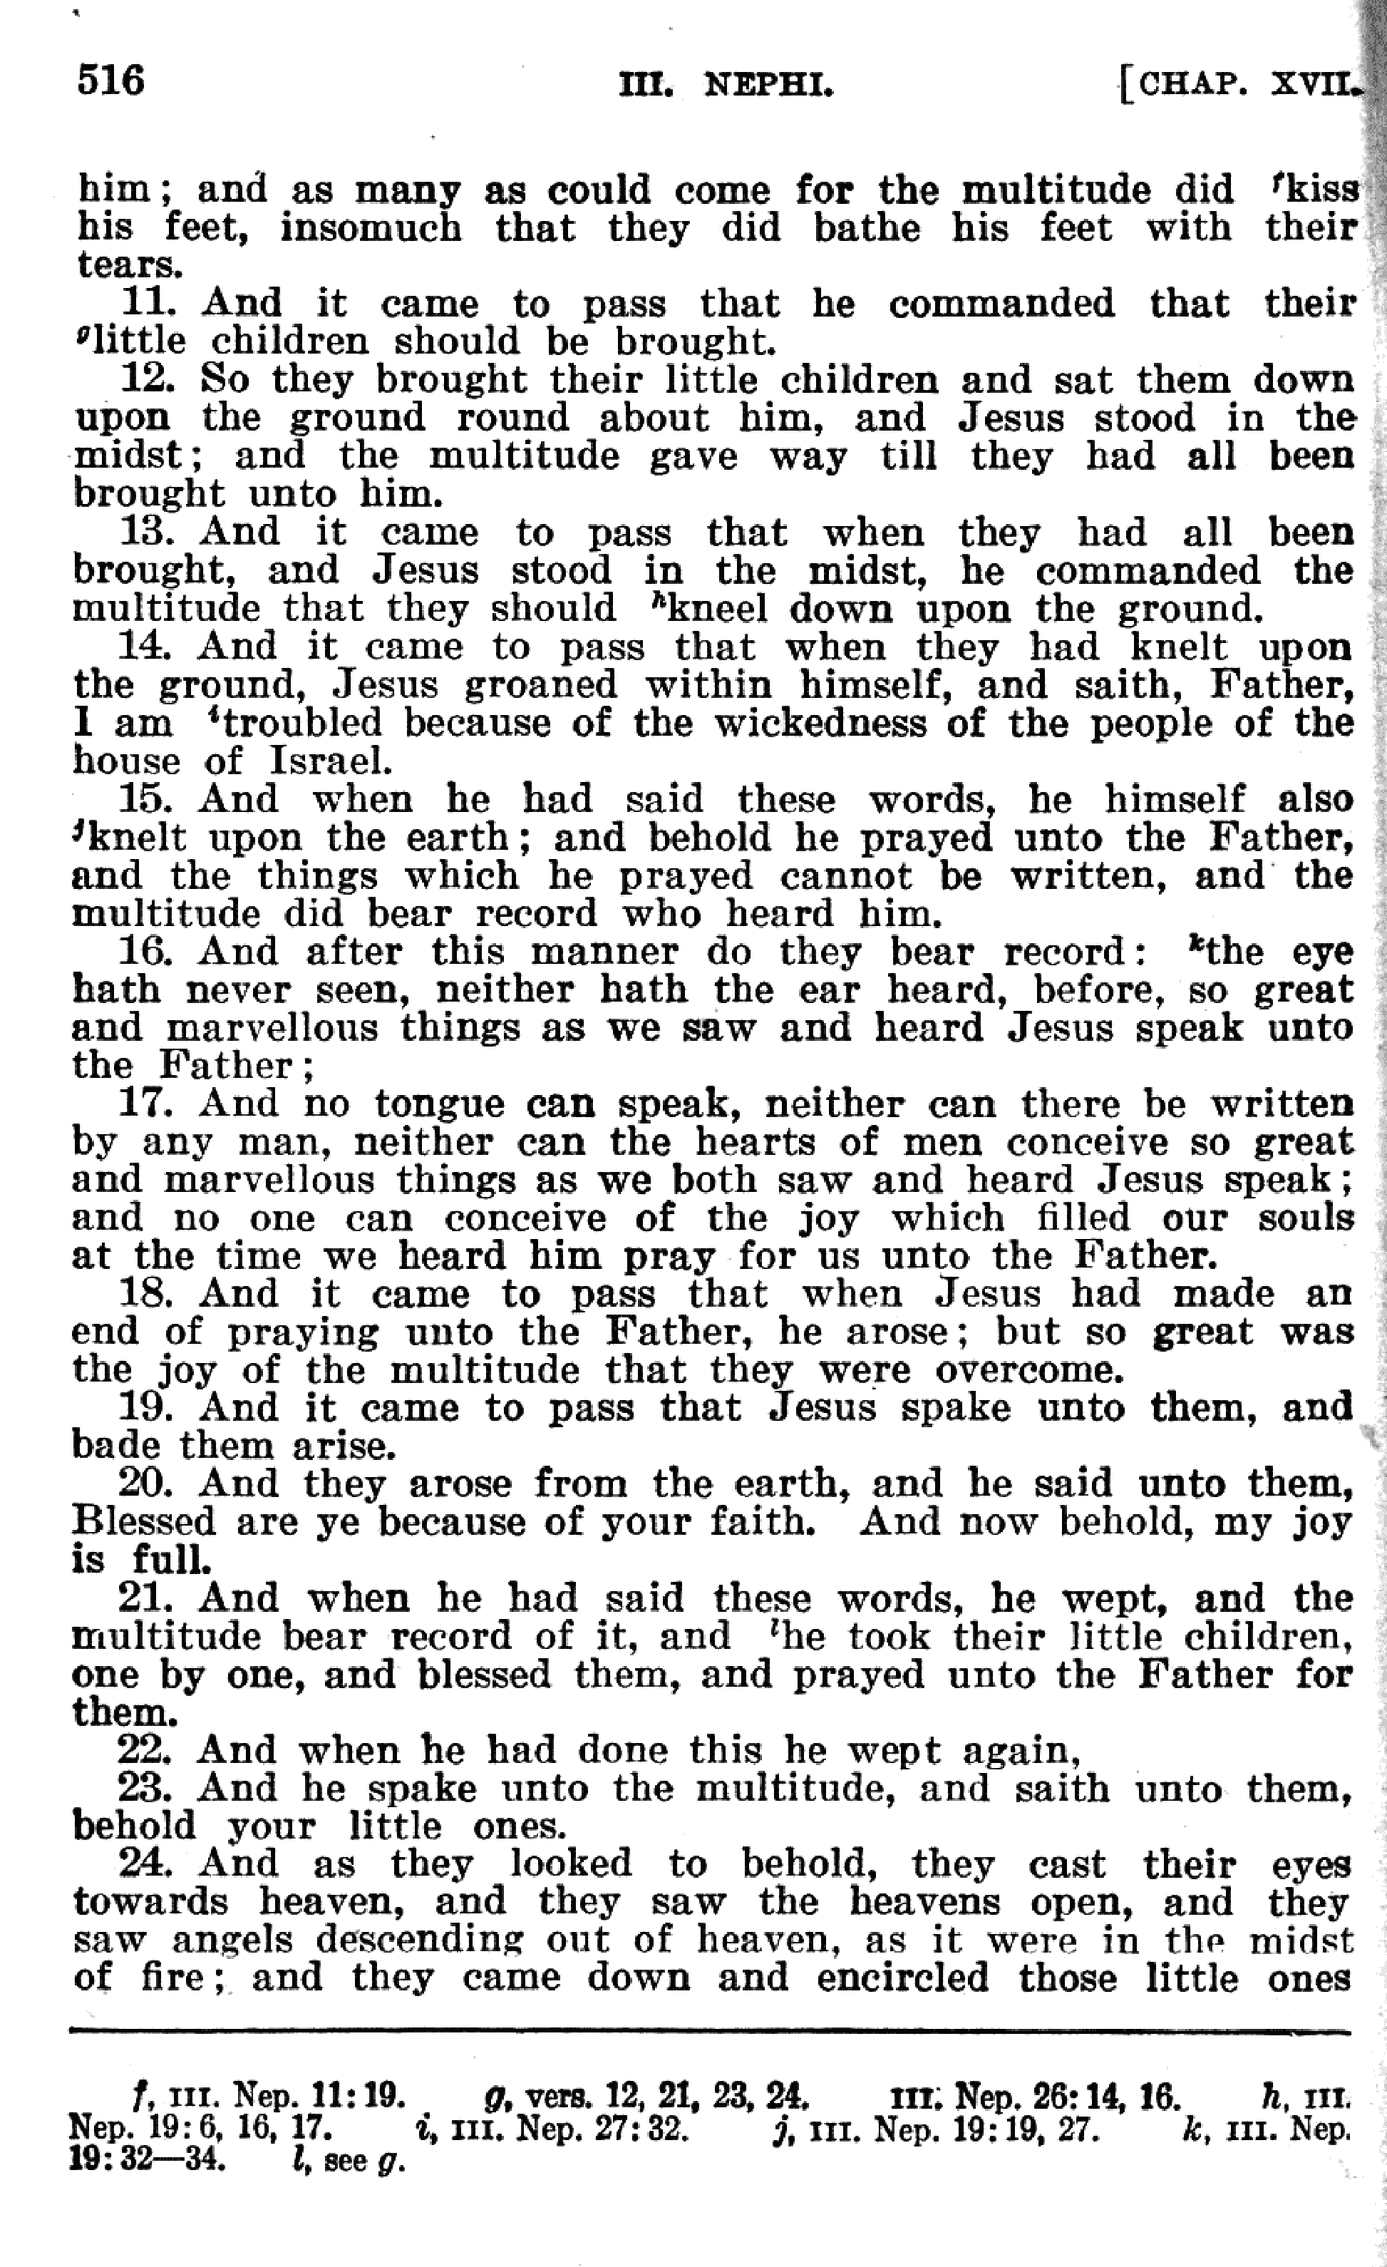 516 III. NEPHI. [CHAP. XVII.
him; and as many as could come for the multitude did ᶠkiss
his feet, insomuch that they did bathe his feet with their
tears.
11. And it came to pass that he commanded that their
ᵍlittle children should be brought.
12. So they brought their little children and sat them down
upon the ground round about him, and Jesus stood in the
midst; and the multitude gave way till they had all been
brought unto him.
13. And it came to pass that when they had all been
brought, and Jesus stood in the midst, he commanded the
multitude that they should ʰkneel down upon the ground.
14. And it came to pass that when they had knelt upon
the ground, Jesus groaned within himself, and saith, Father,
I am ⁱtroubled because of the wickedness of the people of the
house of Israel.
15. And when he had said these words, he himself also
ʲknelt upon the earth; and behold he prayed unto the Father,
and the things which he prayed cannot be written, and the
multitude did bear record who heard him.
16. And after this manner do they bear record: ᵏthe eye
hath never seen, neither hath the ear heard, before, so great
and marvellous things as we saw and heard Jesus speak unto
the Father;
17. And no tongue can speak, neither can there be written
by any man, neither can the hearts of men conceive so great
and marvellous things as we both saw and heard Jesus speak;
and no one can conceive of the joy which filled our souls
at the time we heard him pray for us unto the Father.
18. And it came to pass that when Jesus had made an
end of praying unto the Father, he arose; but so great was
the joy of the multitude that they were overcome.
19. And it came to pass that Jesus spake unto them, and
bade them arise.
20. And they arose from the earth, and he said unto them,
Blessed are ye because of your faith. And now behold, my joy
is full.
21. And when he had said these words, he wept, and the
multitude bear record of it, and ˡhe took their little children,
one by one, and blessed them, and prayed unto the Father for
them.
22. And when he had done this he wept again,
23. And he spake unto the multitude, and saith unto them,
behold your little ones.
24. And as they looked to behold, they cast their eyes
towards heaven, and they saw the heavens open, and they
saw angels descending out of heaven, as it were in the midst
of fire; and they came down and encircled those little ones
f, III. Nep. 11:19. g, vers. 12, 21, 23, 24. III. Nep. 26:14, 16. h, III.
Nep. 19:6, 16, 17. i, III. Nep. 27:32. j, III. Nep. 19:19, 27. k, III. Nep.
19:32—34. l, see g.